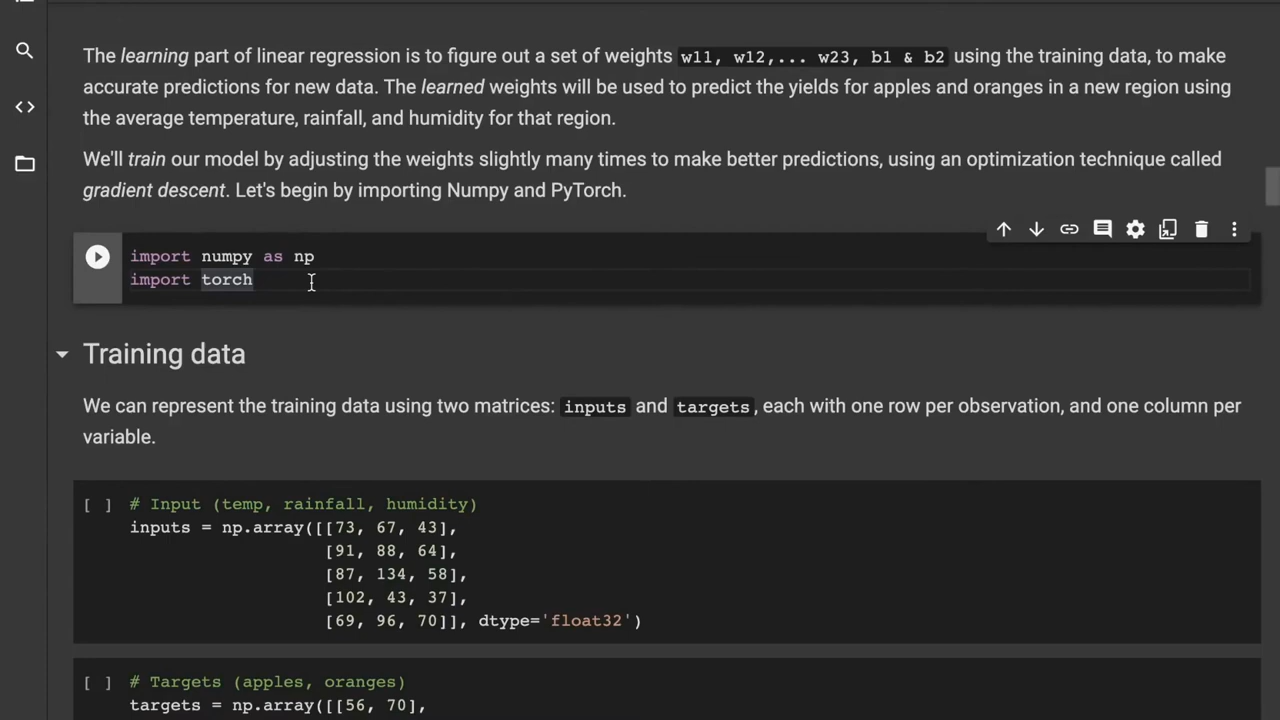 The learning part of linear regression is to figure out a set of weights w11, w12,... w23, b1 & b2 using the training data, to make
accurate predictions for new data. The learned weights will be used to predict the yields for apples and oranges in a new region using
the average temperature, rainfall, and humidity for that region.
We'll train our model by adjusting the weights slightly many times to make better predictions, using an optimization technique called
gradient descent. Let's begin by importing Numpy and PyTorch.
import numpy as np
import torch
Training data
We can represent the training data using two matrices: inputs and targets, each with one row per observation, and one column per
variable.
[ ] # Input (temp, rainfall, humidity)
inputs = np.array([[73, 67, 43],
[91, 88, 64],
[87, 134, 58],
[102, 43, 37],
[69, 96, 70]], dtype='float32')
[ ] # Targets (apples, oranges)
targets = np.array([[56, 70],